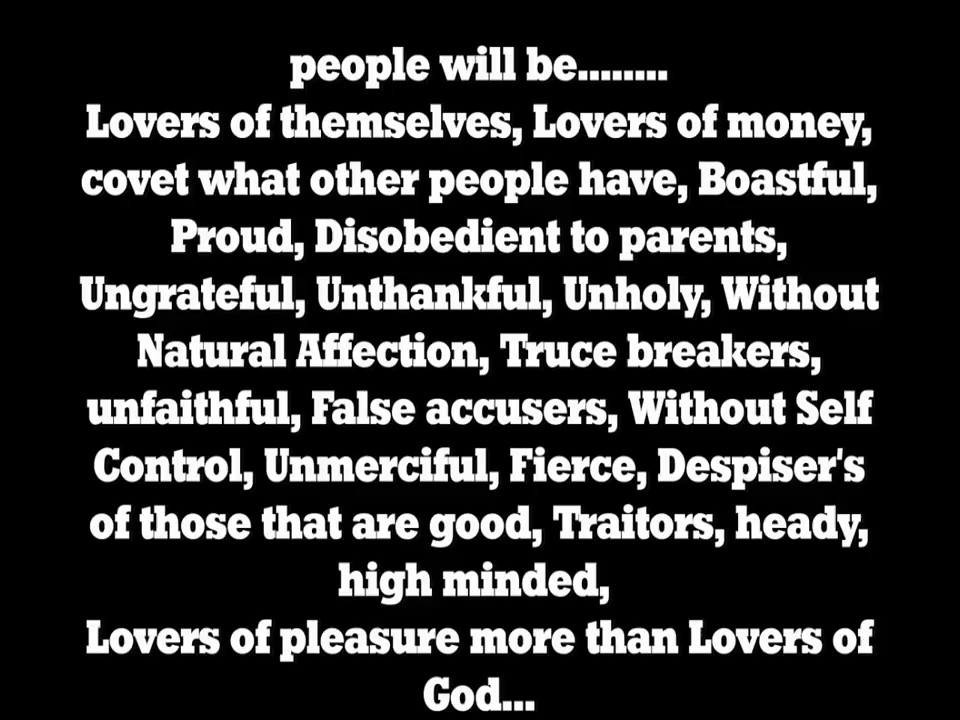 people will be........
Lovers of themselves, Lovers of money,
covet what other people have, Boastful,
Proud, Disobedient to parents,
Ungrateful, Unthankful, Unholy, Without
Natural Affection, Truce breakers,
unfaithful, False accusers, Without Self
Control, Unmerciful, Fierce, Despiser's
of those that are good, Traitors, heady,
high minded,
Lovers of pleasure more than Lovers of
God...